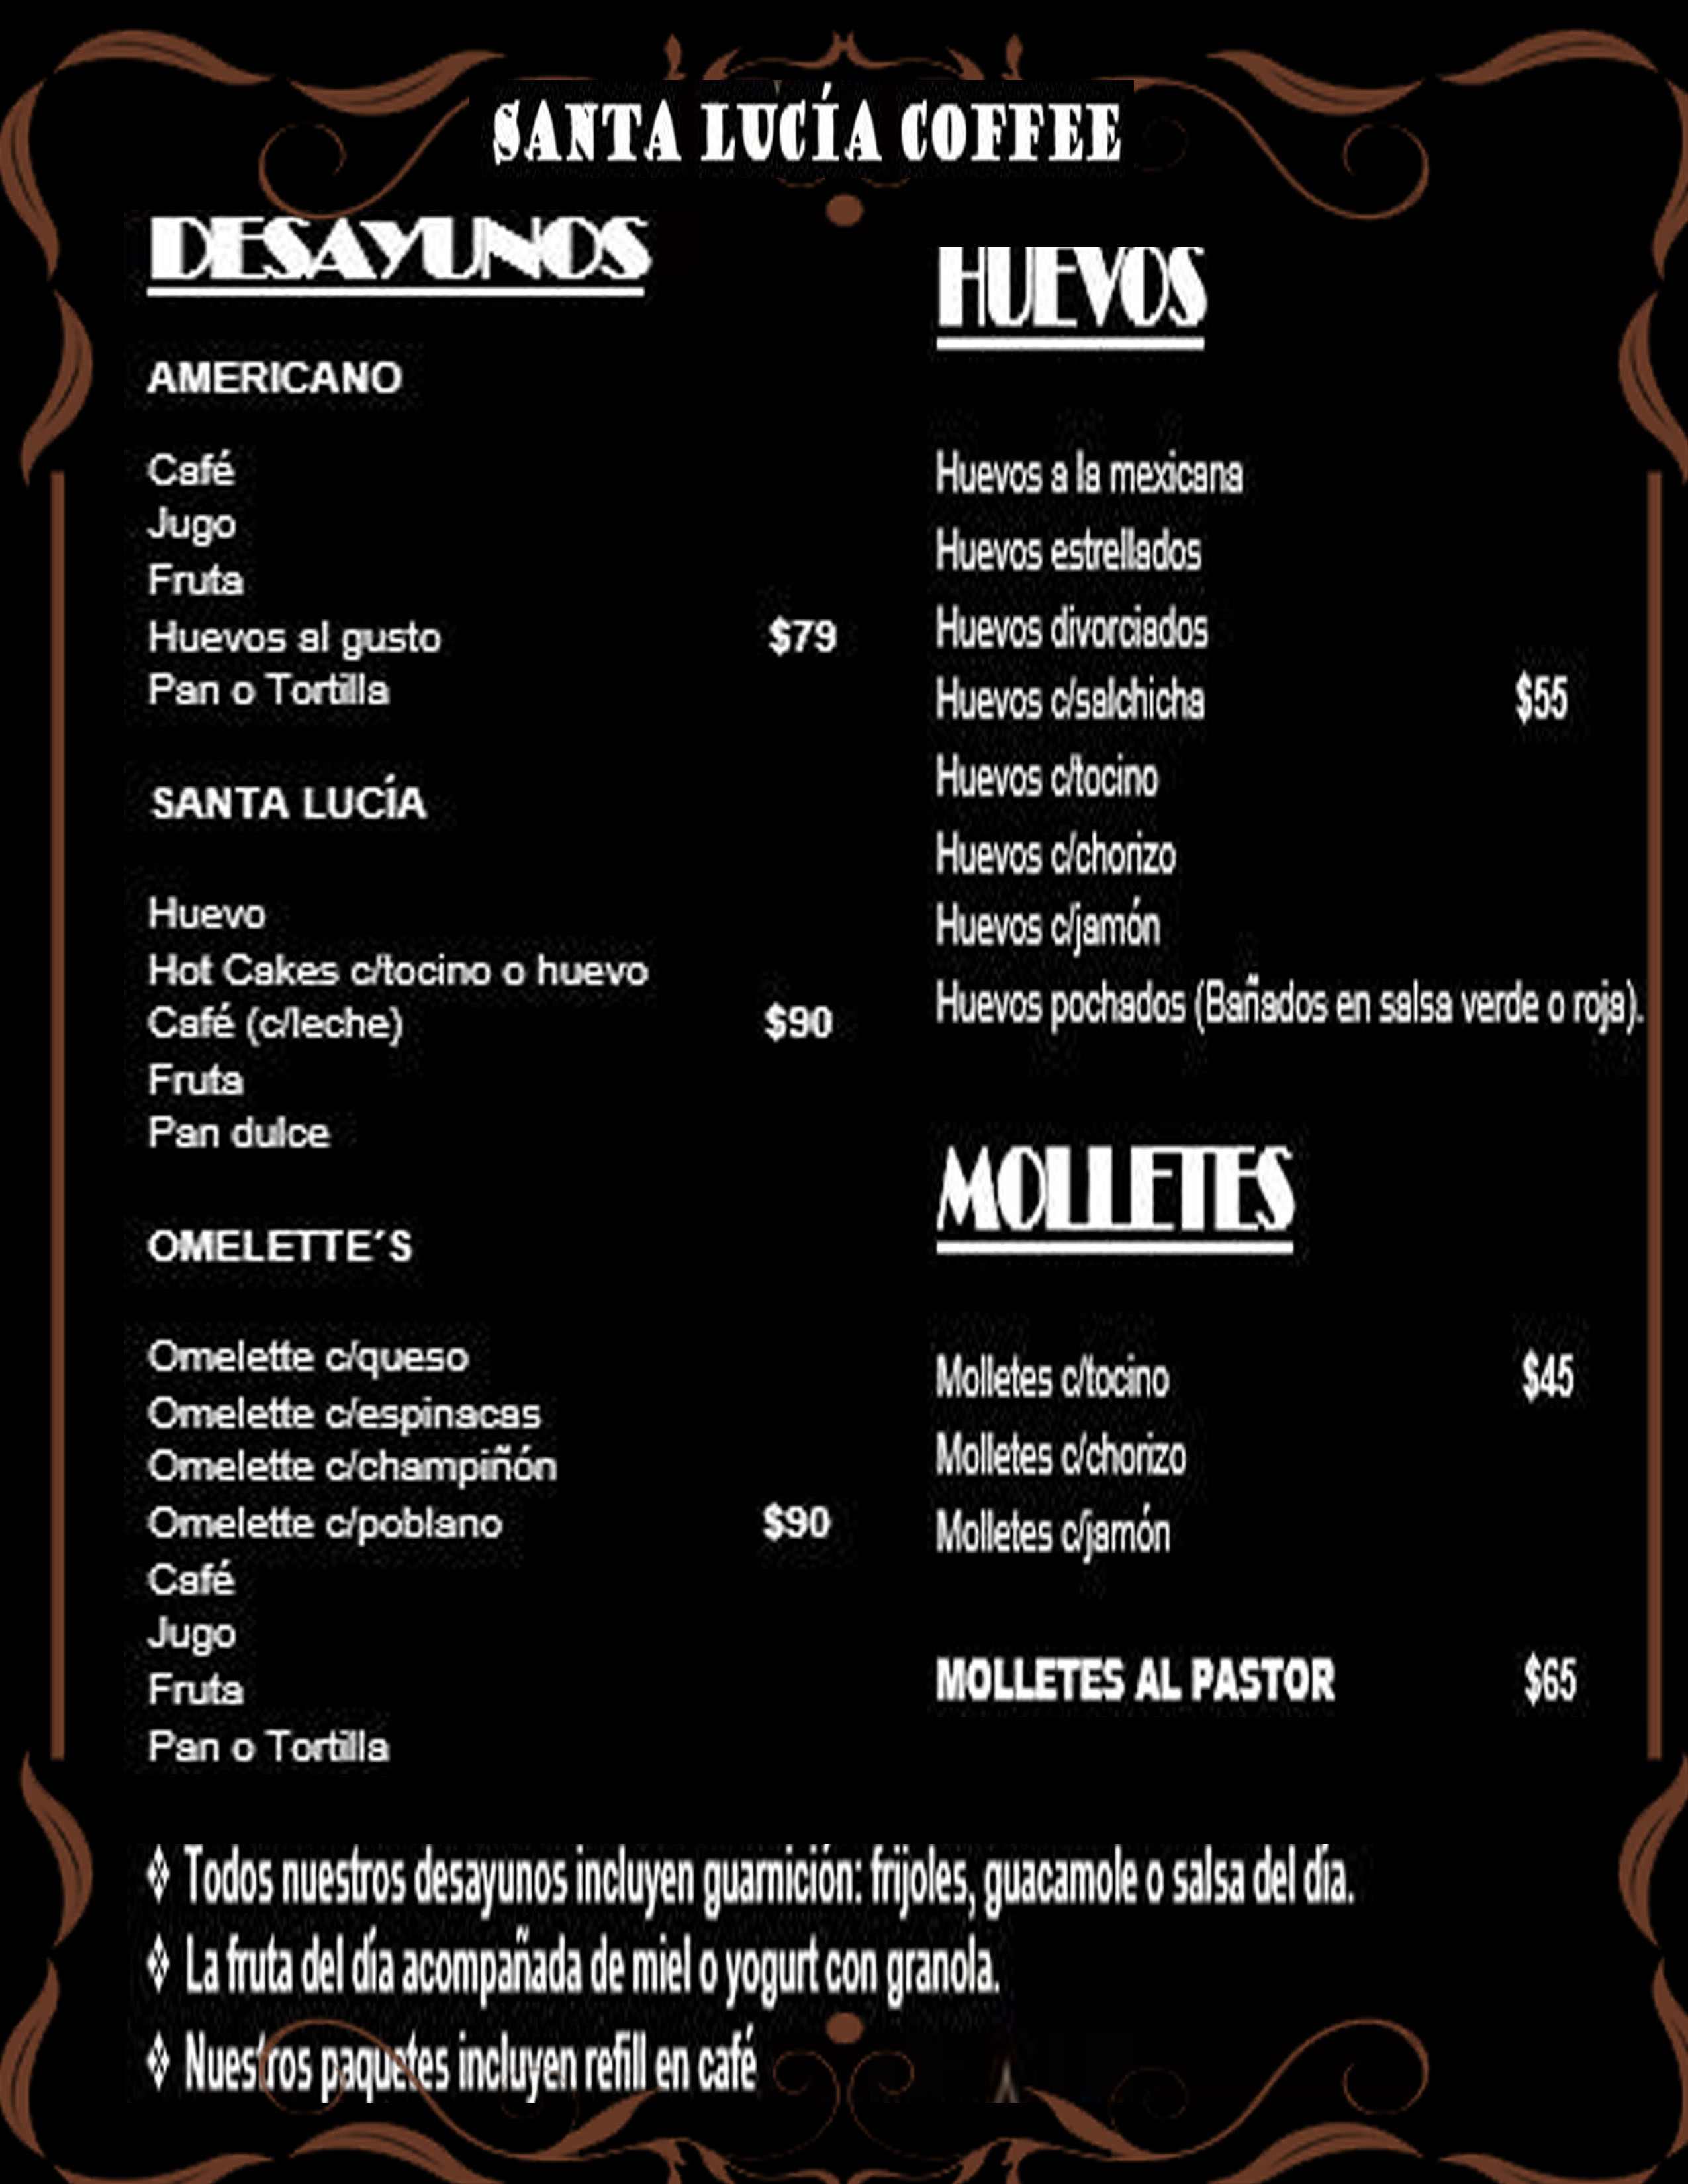 SANTA LUCÍA COFFEE
DESAYUNOS
AMERICANO
Café
Jugo
Fruta
Huevos al gusto $79
Pan o Tortilla
SANTA LUCÍA
Huevo
Hot Cakes c/tocino o huevo
Café (c/leche) $90
Fruta
Pan dulce
OMELETTE´S
Omelette c/queso
Omelette c/espinacas
Omelette c/champiñón
Omelette c/poblano $90
Café
Jugo
Fruta
Pan o Tortilla
HUEVOS
Huevos a la mexicana
Huevos estrellados
Huevos divorciados
Huevos c/salchicha $55
Huevos c/tocino
Huevos c/chorizo
Huevos c/jamón
Huevos pochados (Bañados en salsa verde o roja).
MOLLETES
Molletes c/tocino $45
Molletes c/chorizo
Molletes c/jamón
MOLLETES AL PASTOR $65
❖ Todos nuestros desayunos incluyen guarnición: frijoles, guacamole o salsa del día.
❖ La fruta del día acompañada de miel o yogurt con granola.
❖ Nuestros paquetes incluyen refill en café